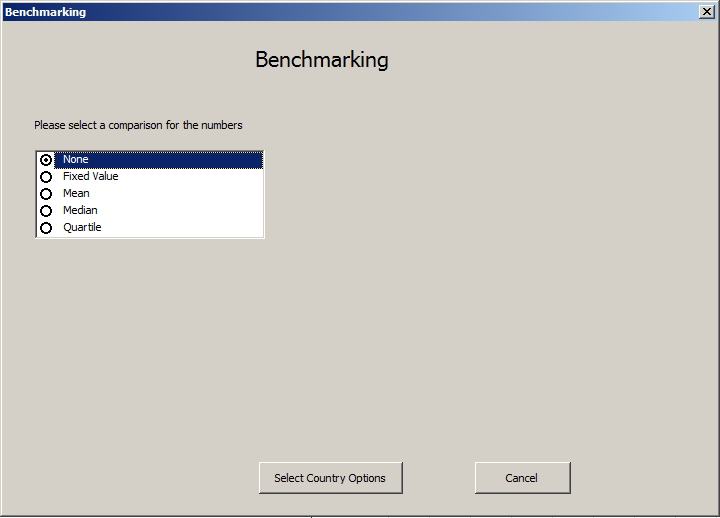 Benchmarking
Benchmarking
Please select a comparison for the numbers
None
Fixed Value
Mean
Median
Quartile
Select Country Options
Cancel